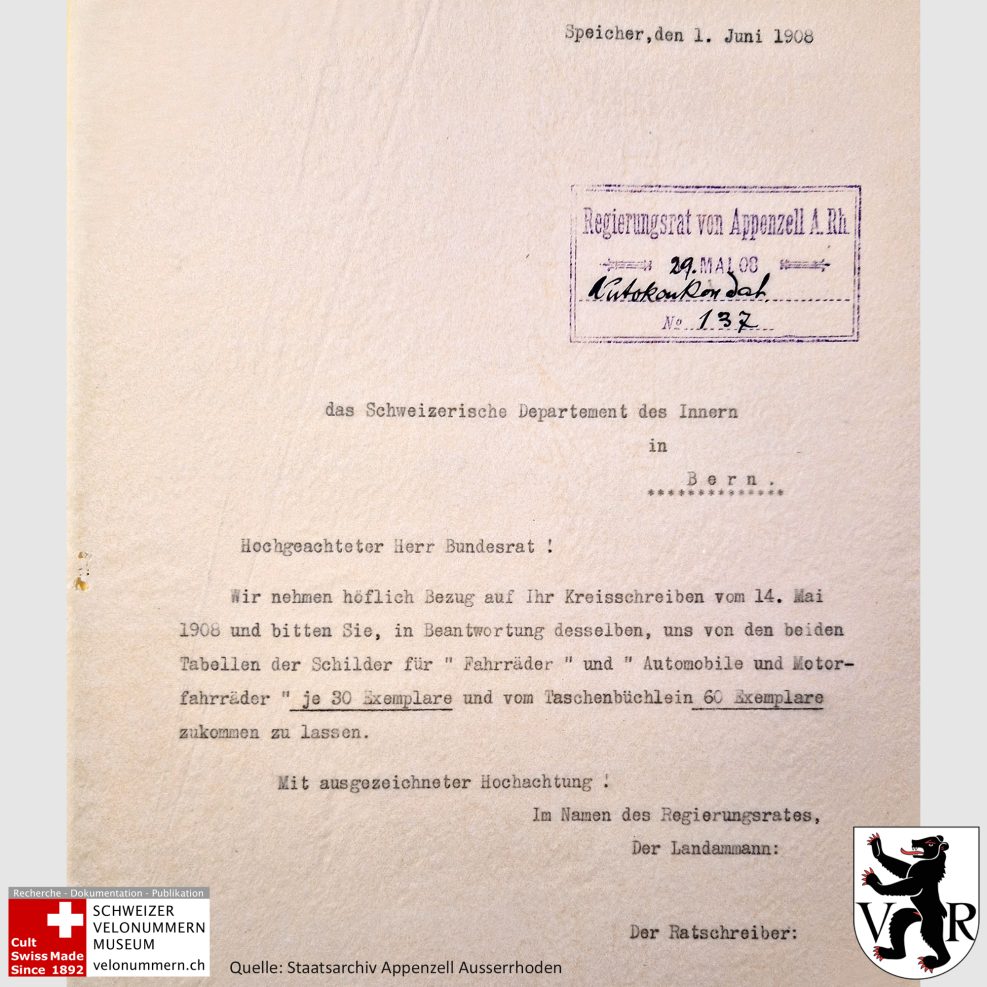 Speicher,den 1. Juni 1908
Regierungsrat von Appenzell A. Rh.
29. MAI 08
Autokonkordat
No 137
das Schweizerische Departement des Innern
in
Bern.
Hochgeachteter Herr Bundesrat !
Wir nehmen höflich Bezug auf Ihr Kreisschreiben vom 14. Mai
1908 und bitten Sie, in Beantwortung desselben, uns von den beiden
Tabellen der Schilder für " Fahrräder " und " Automobile und Motor-
fahrräder " je 30 Exemplare und vom Taschenbüchlein 60 Exemplare
zukommen zu lassen.
Mit ausgezeichneter Hochachtung !
Im Namen des Regierungsrates,
Der Landammann:
Der Ratschreiber:
VR
Recherche - Dokumentation - Publikation
Cult
Swiss Made
Since 1892
SCHWEIZER
VELONUMMERN
MUSEUM
velonummern.ch
Quelle: Staatsarchiv Appenzell Ausserrhoden